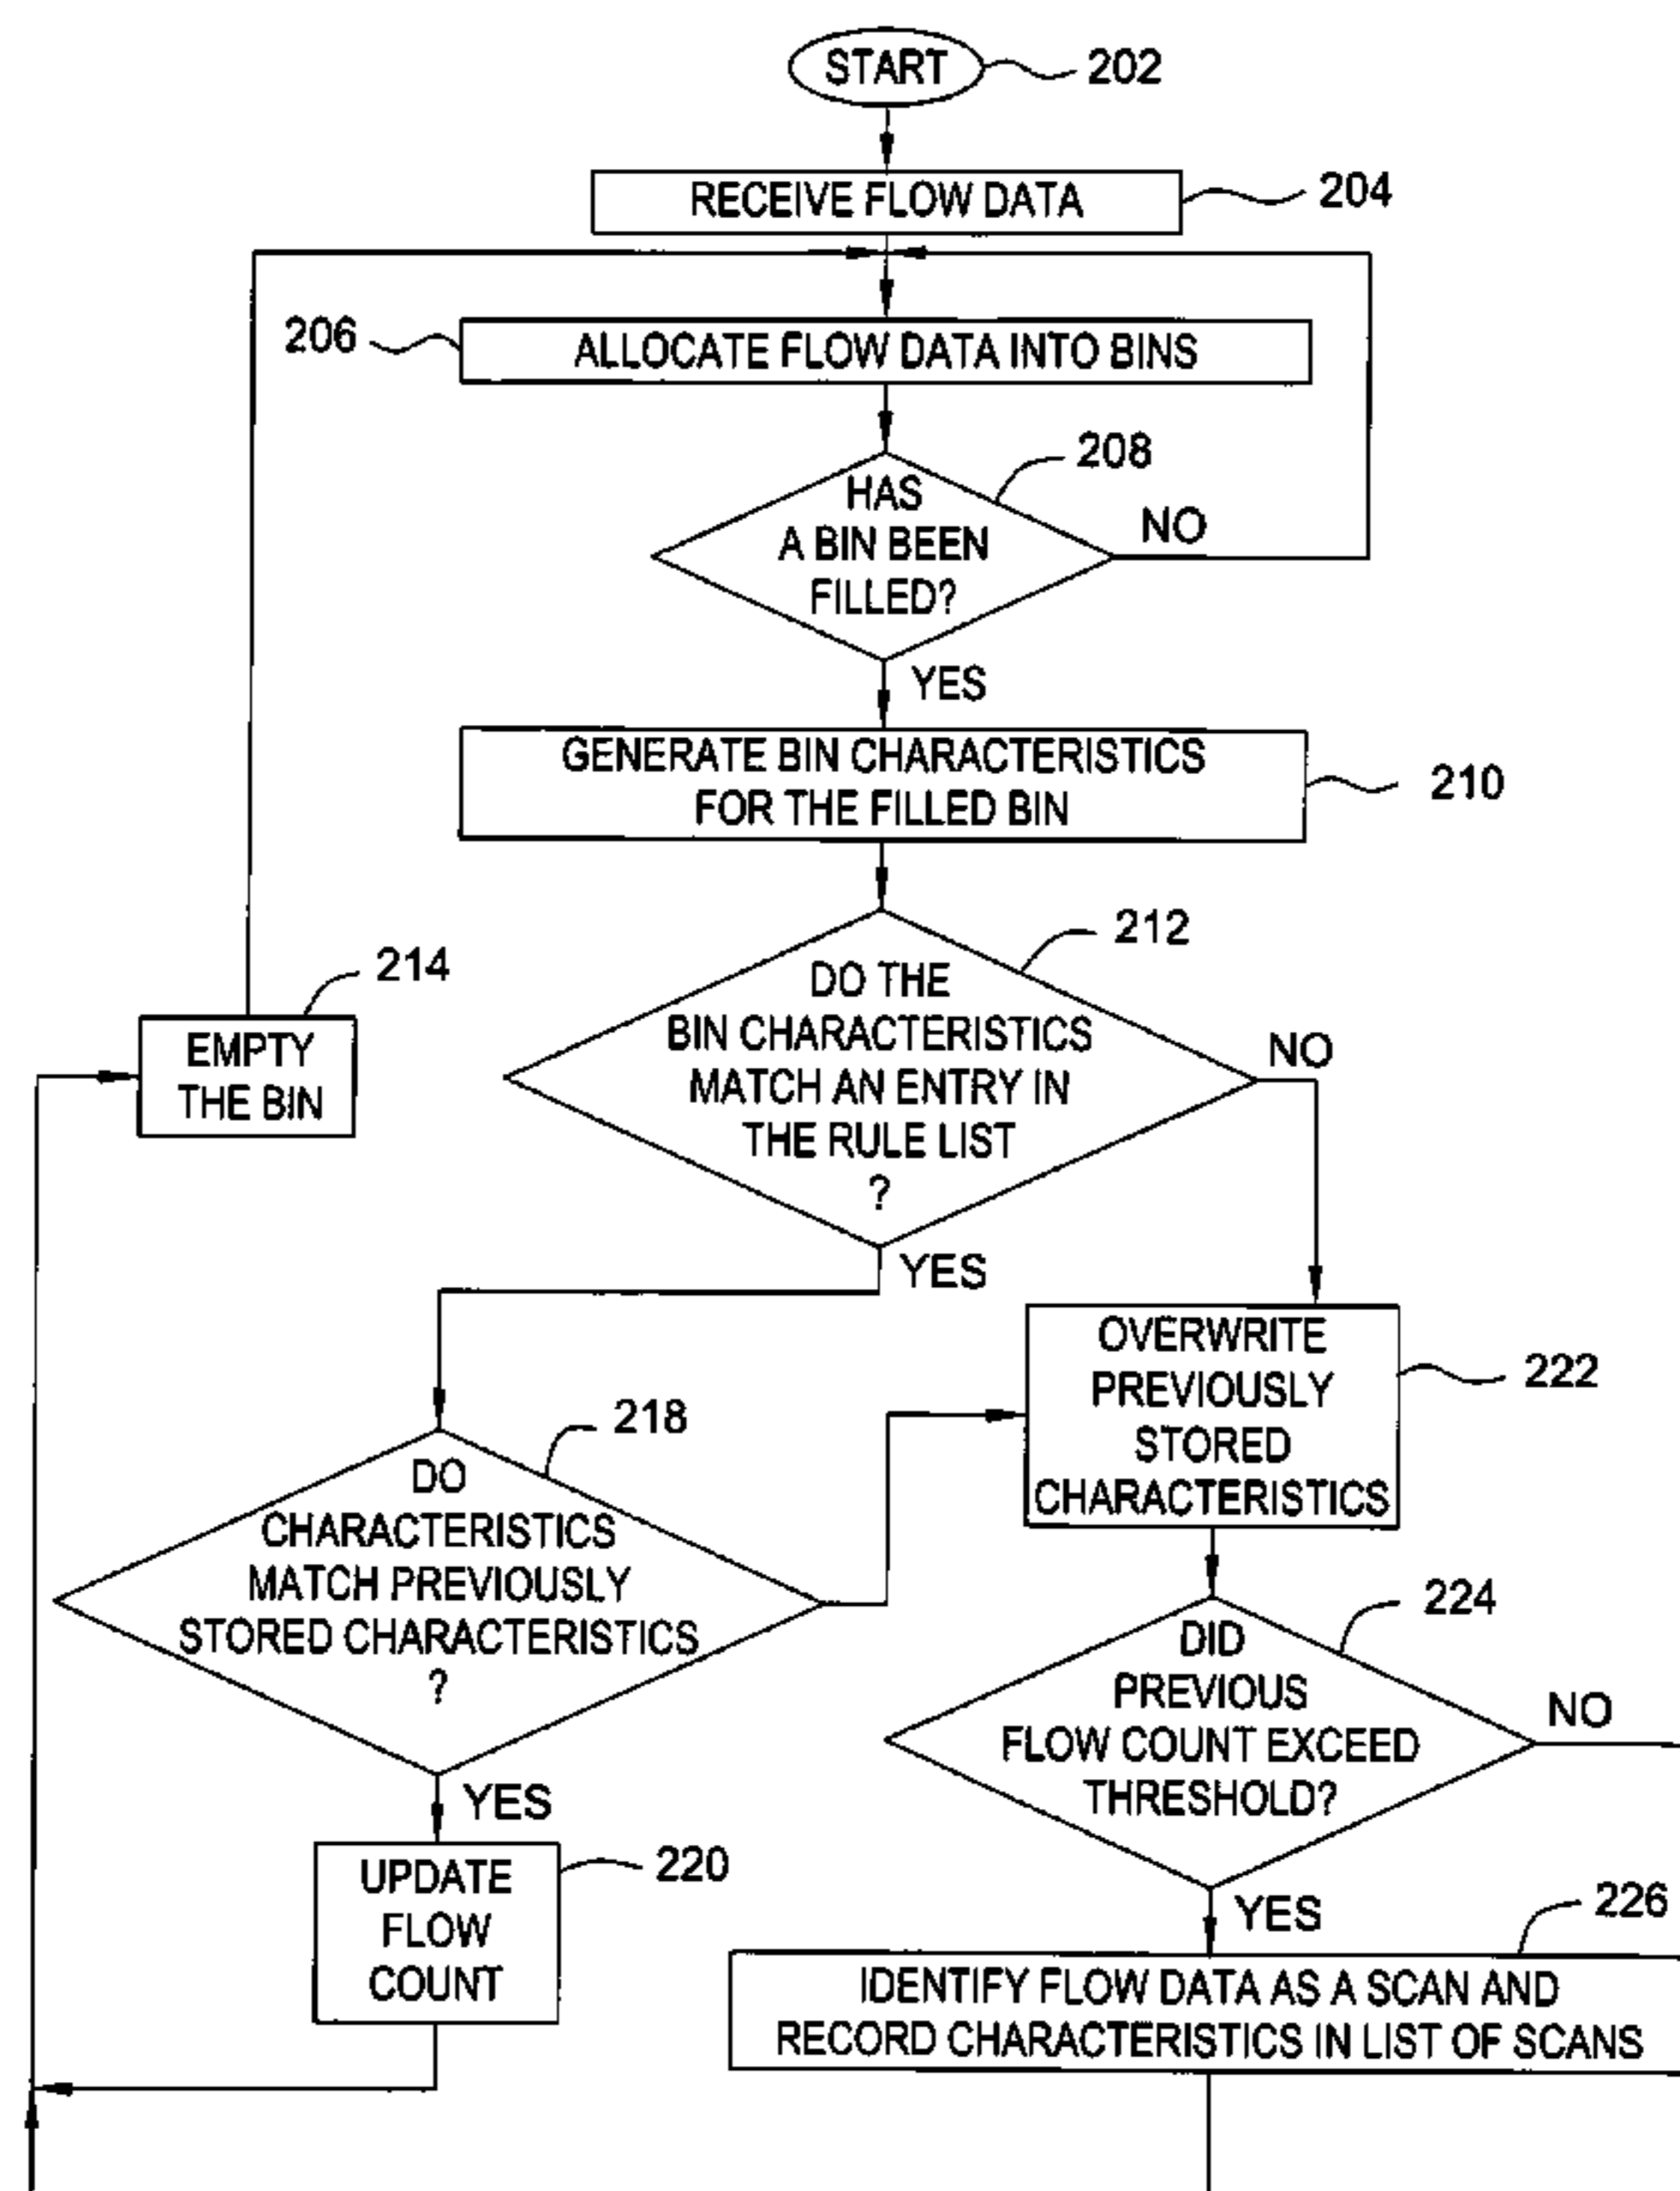 START
202
RECEIVE FLOW DATA
204
206
ALLOCATE FLOW DATA INTO BINS
208
HAS
A BIN BEEN
FILLED?
NO
YES
GENERATE BIN CHARACTERISTICS
FOR THE FILLED BIN
210
212
DO THE
BIN CHARACTERISTICS
MATCH AN ENTRY IN
THE RULE LIST
?
NO
YES
214
EMPTY
THE BIN
OVERWRITE
PREVIOUSLY
STORED
CHARACTERISTICS
222
218
DO
CHARACTERISTICS
MATCH PREVIOUSLY
STORED CHARACTERISTICS
?
YES
224
DID
PREVIOUS
FLOW COUNT EXCEED
THRESHOLD?
NO
YES
UPDATE
FLOW
COUNT
220
226
IDENTIFY FLOW DATA AS A SCAN AND
RECORD CHARACTERISTICS IN LIST OF SCANS